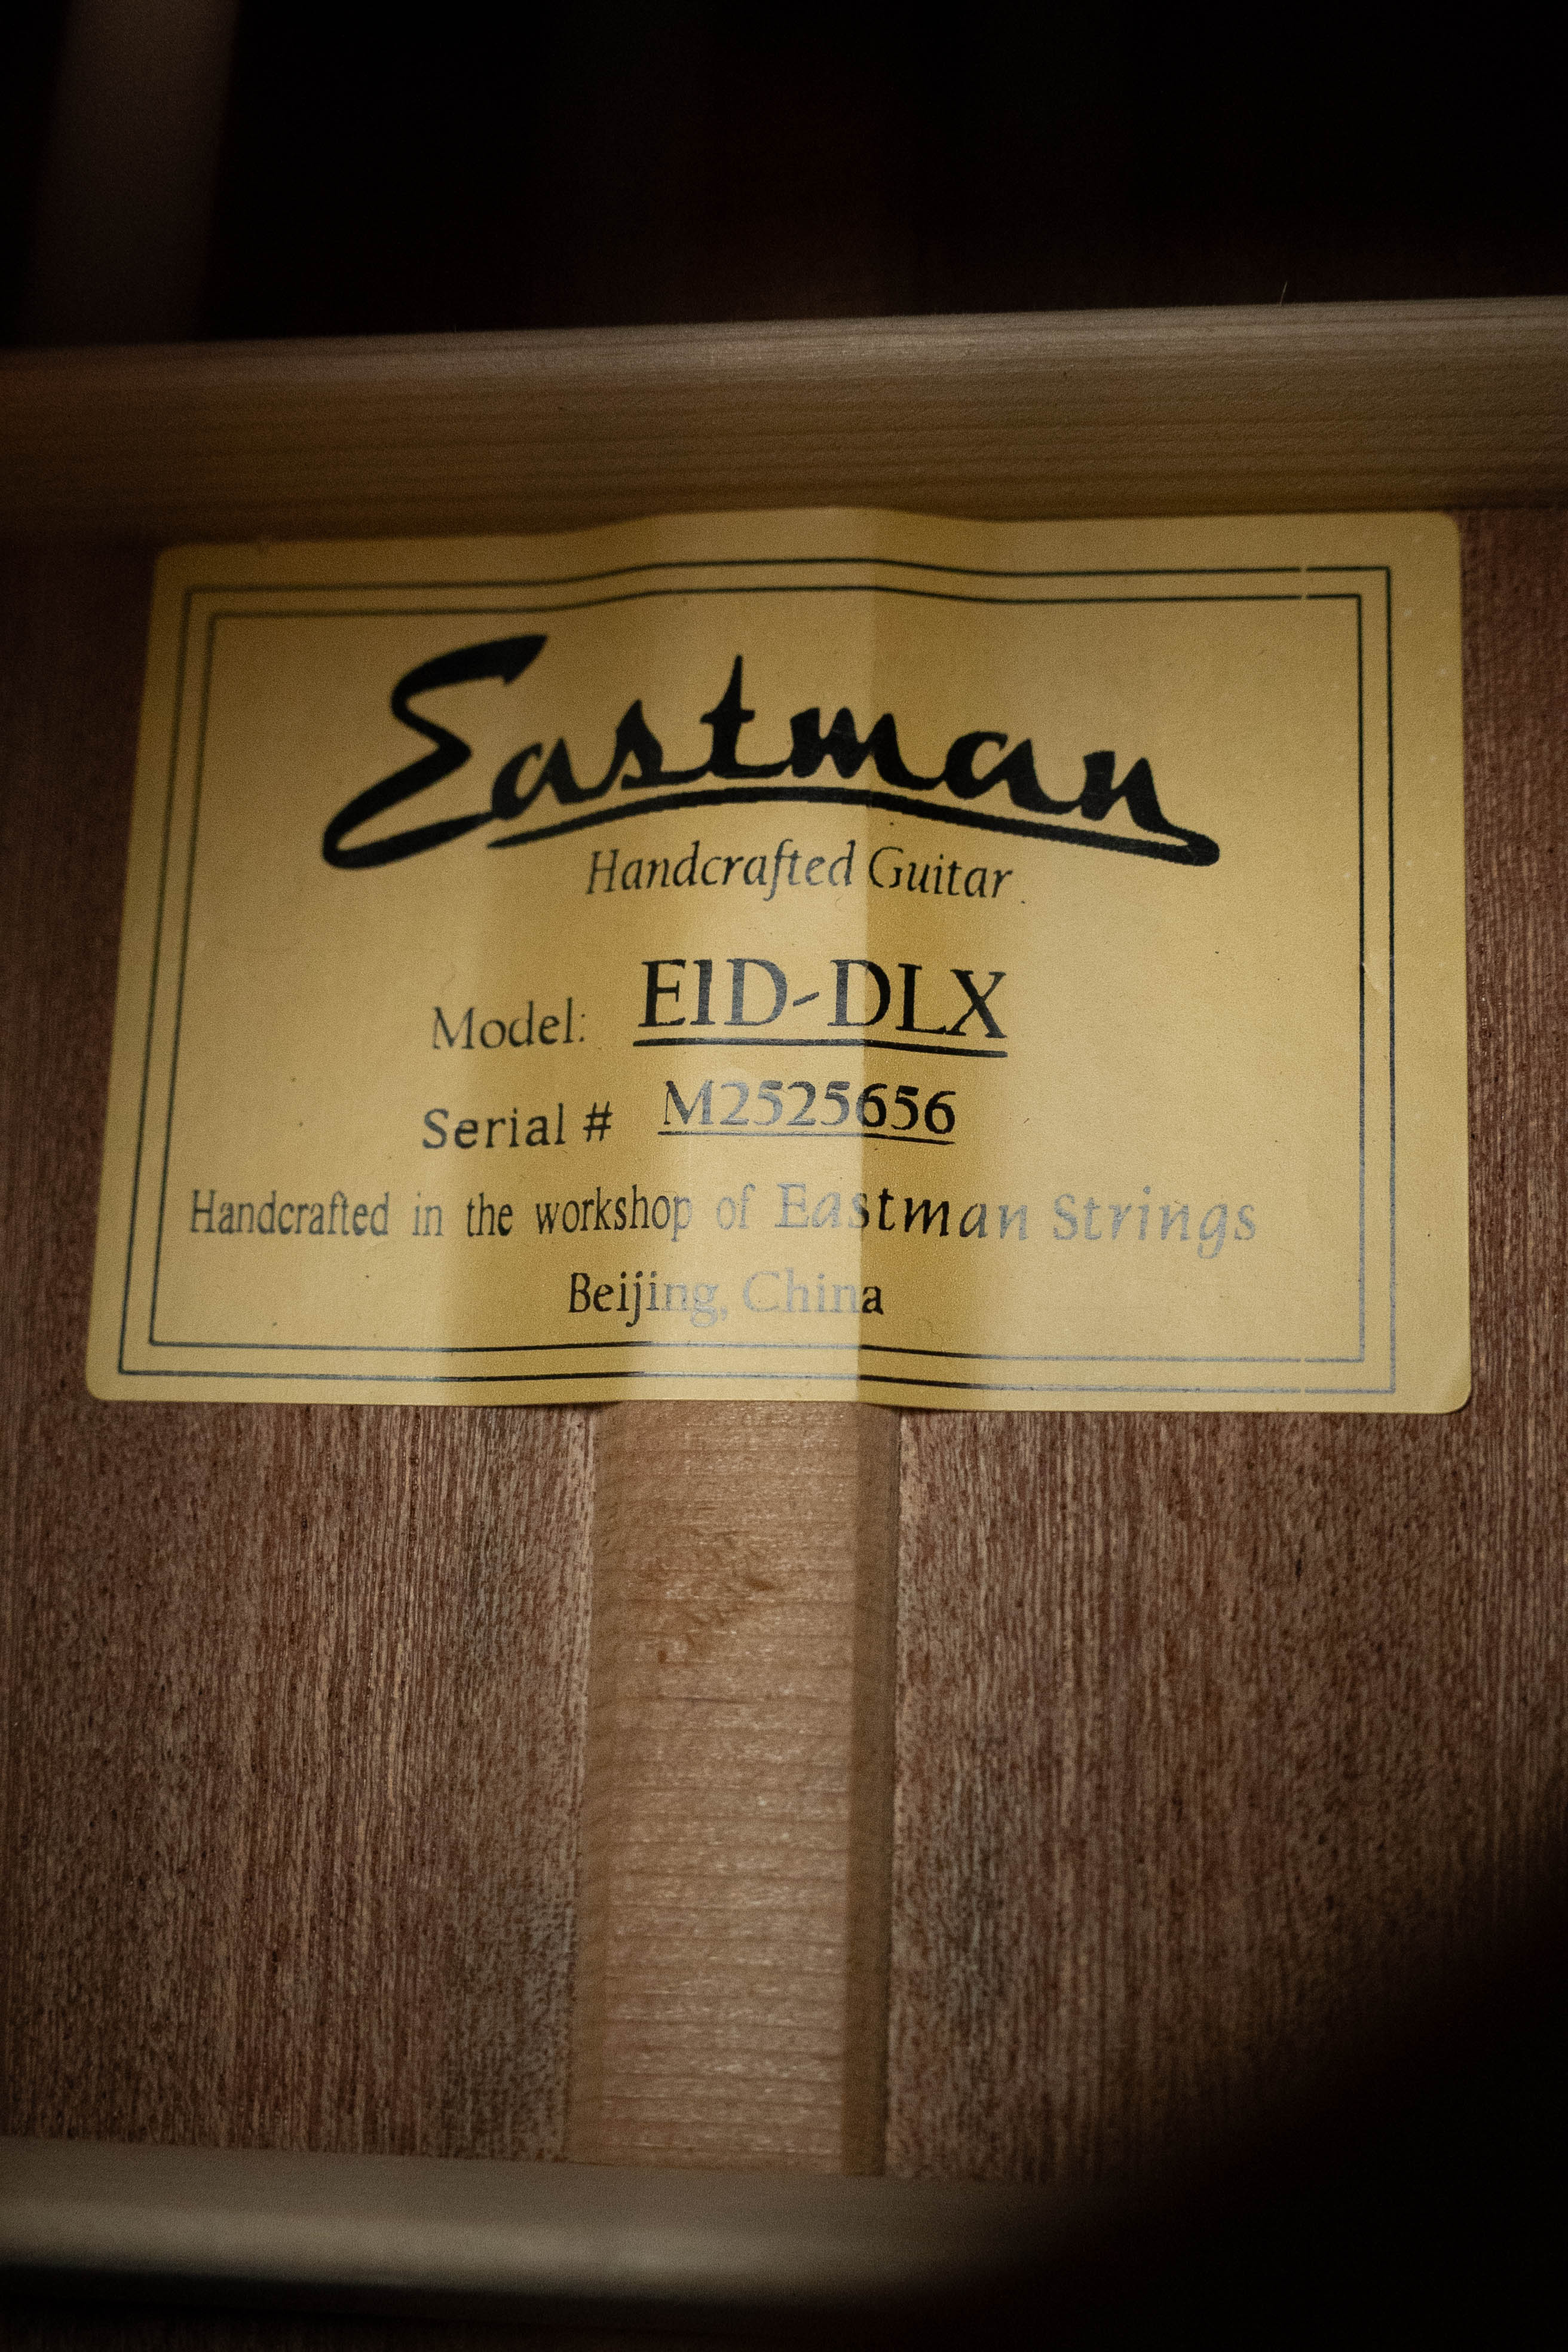 Eastman
Handcrafted Guitar
Model: E1D-DLX
Serial # M2525656
Handcrafted in the workshop of Eastman Strings
Beijing, China